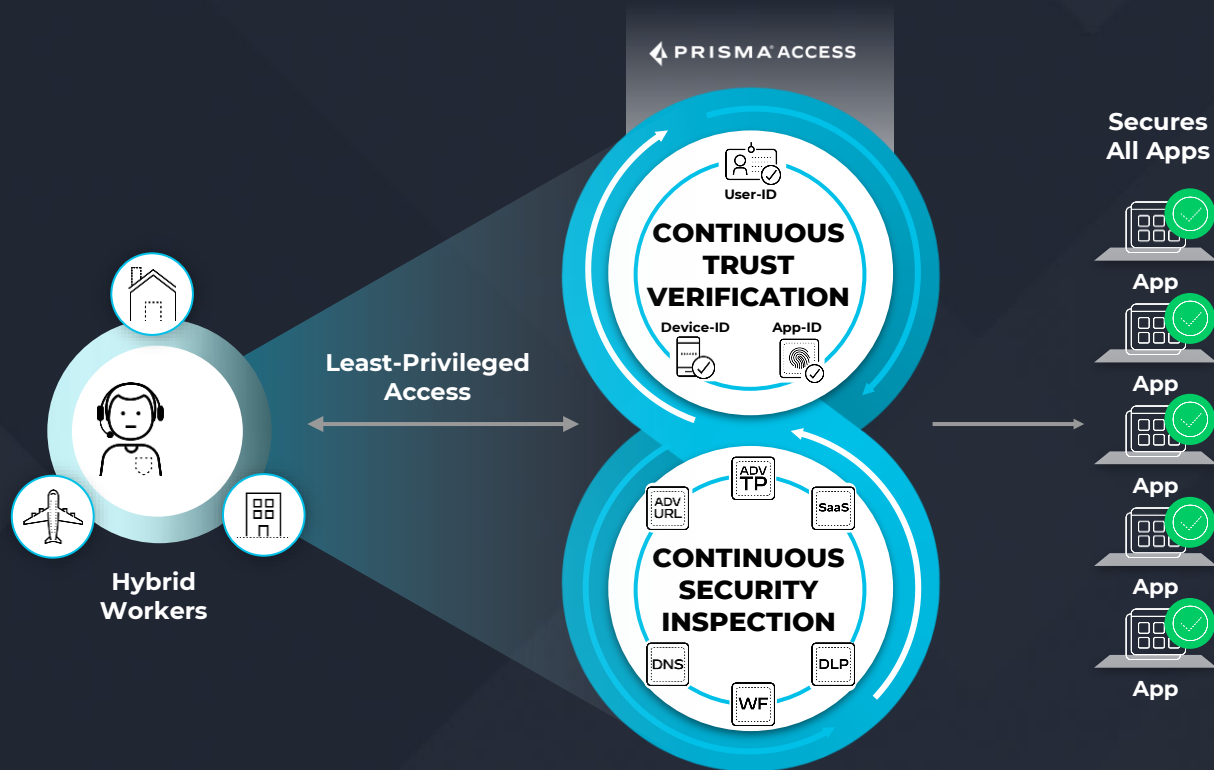 PRISMA® ACCESS
Secures
All Apps
User-ID
CONTINUOUS
TRUST
VERIFICATION
Device-ID
App-ID
Least-Privileged
Access
Hybrid
Workers
ADV
TP
ADV
URL
SaaS
CONTINUOUS
SECURITY
INSPECTION
DNS
DLP
WF
App
App
App
App
App